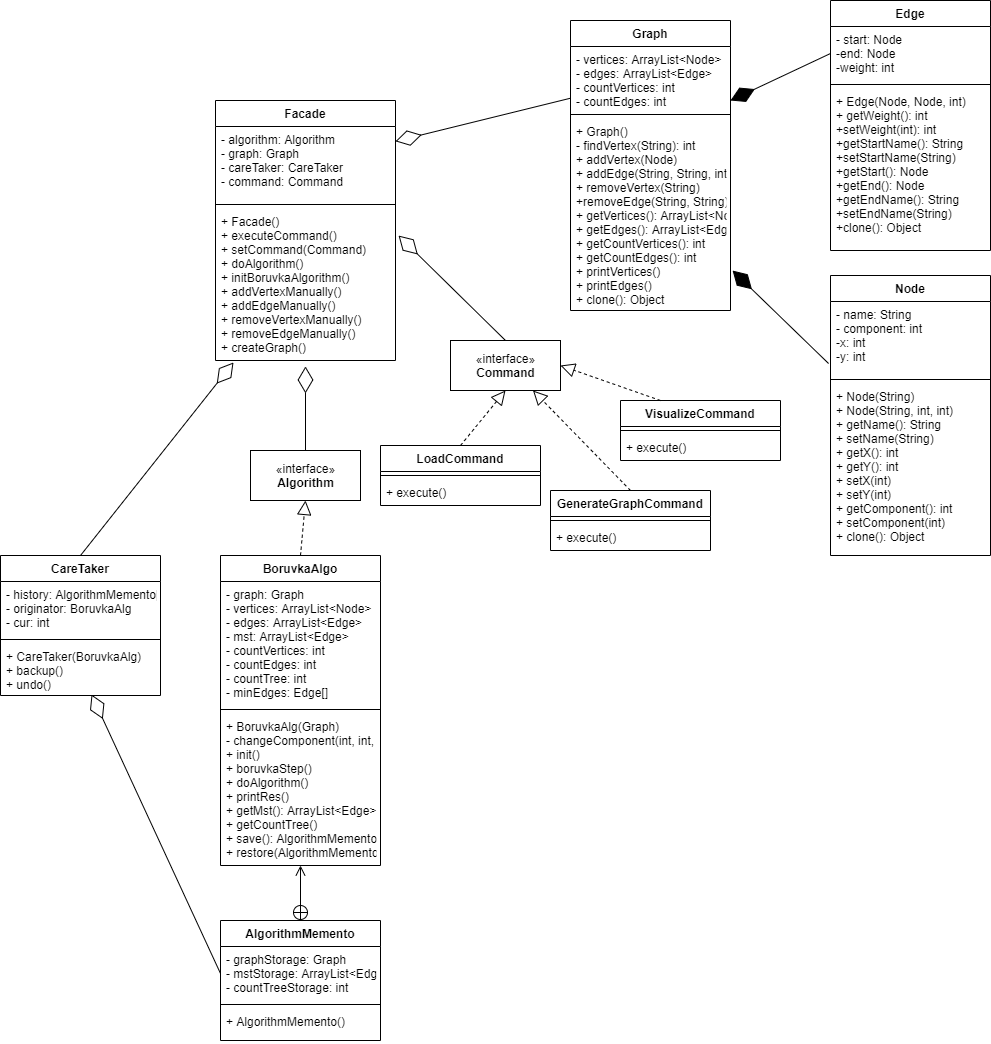 Edge
- start: Node
-end: Node
-weight: int
+ Edge(Node, Node, int)
+ getWeight(): int
+setWeight(int): int
+getStartName(): String
+setStartName(String)
+getStart(): Node
+getEnd(): Node
+getEndName(): String
+setEndName(String)
+clone(): Object
Graph
- vertices: ArrayList<Node>
- edges: ArrayList<Edge>
- countVertices: int
- countEdges: int
+ Graph()
- findVertex(String): int
+ addVertex(Node)
+ addEdge(String, String, int
+ removeVertex(String)
+removeEdge(String, String)
+ getVertices(): ArrayList<No
+ getEdges(): ArrayList<Edg
+ getCountVertices(): int
+ getCountEdges(): int
+ printVertices()
+ printEdges()
+ clone(): Object
Facade
- algorithm: Algorithm
- graph: Graph
- careTaker: CareTaker
- command: Command
+ Facade()
+ executeCommand()
+ setCommand(Command)
+ doAlgorithm()
+ initBoruvkaAlgorithm()
+ addVertexManually()
+ addEdgeManually()
+ removeVertexManually()
+ removeEdgeManually()
+ createGraph()
Node
- name: String
- component: int
-x: int
-y: int
+ Node(String)
+ Node(String, int, int)
+ getName(): String
+ setName(String)
+ getX(): int
+ getY(): int
+ setX(int)
+ setY(int)
+ getComponent(): int
+ setComponent(int)
+ clone(): Object
«interface»
Command
VisualizeCommand
+ execute()
LoadCommand
+ execute()
GenerateGraphCommand
+ execute()
«interface»
Algorithm
CareTaker
- history: AlgorithmMemento
- originator: BoruvkaAlg
- cur: int
+ CareTaker(BoruvkaAlg)
+ backup()
+ undo()
BoruvkaAlgo
- graph: Graph
- vertices: ArrayList<Node>
- edges: ArrayList<Edge>
- mst: ArrayList<Edge>
- countVertices: int
- countEdges: int
- countTree: int
- minEdges: Edge[]
+ BoruvkaAlg(Graph)
- changeComponent(int, int,
+ init()
+ boruvkaStep()
+ doAlgorithm()
+ printRes()
+ getMst(): ArrayList<Edge>
+ getCountTree()
+ save(): AlgorithmMemento
+ restore(AlgorithmMemento
AlgorithmMemento
- graphStorage: Graph
- mstStorage: ArrayList<Edg
- countTreeStorage: int
+ AlgorithmMemento()